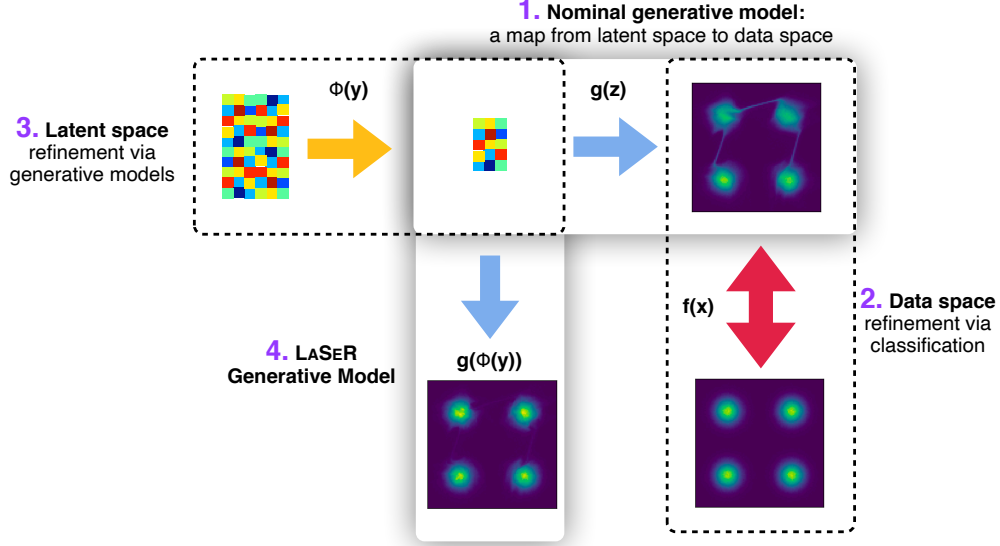 1. Nominal generative model:
a map from latent space to data space
Φ(y)
g(z)
3. Latent space
refinement via
generative models
f(x)
2. Data space
refinement via
classification
4. LASER
Generative Model
g(Φ(y))